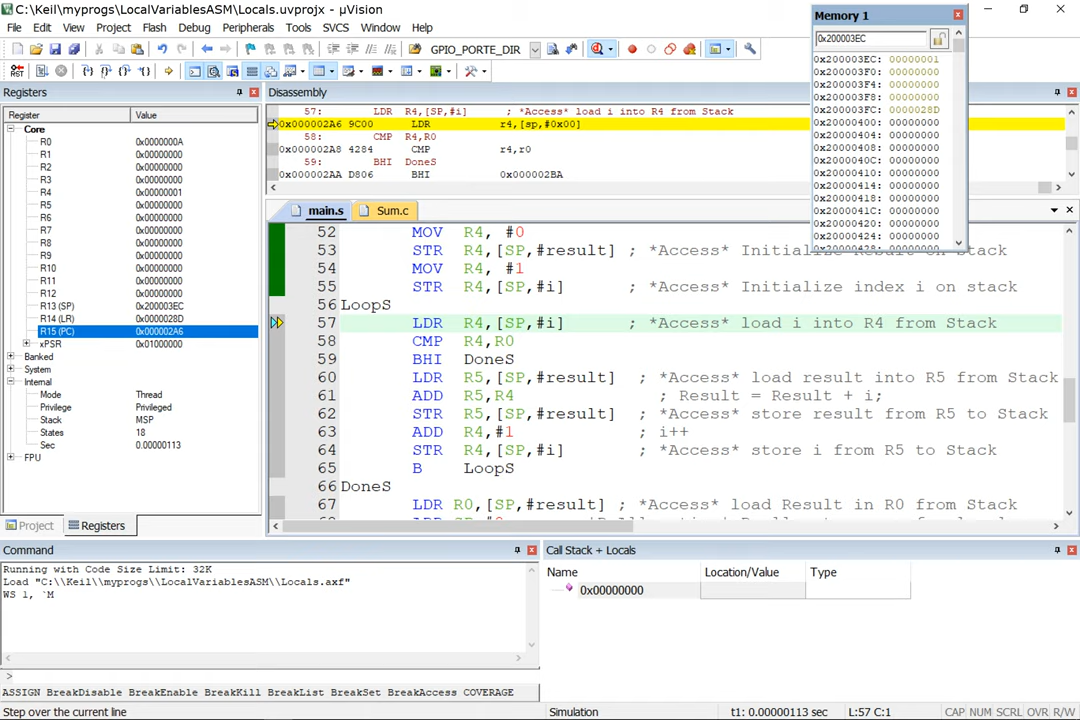 C:\Keil\myprogs\LocalVariablesASM\Locals.uvprojx - µVision
File Edit View Project Flash Debug Peripherals Tools SVCS Window Help
GPIO_PORTE_DIR
Registers
Register Value
Core
R0 0x0000000A
R1 0x00000000
R2 0x00000000
R3 0x00000000
R4 0x00000001
R5 0x00000000
R6 0x00000000
R7 0x00000000
R8 0x00000000
R9 0x00000000
R10 0x00000000
R11 0x00000000
R12 0x00000000
R13 (SP) 0x200003EC
R14 (LR) 0x0000028D
R15 (PC) 0x000002A6
xPSR 0x01000000
Banked
System
Internal
Mode Thread
Privilege Privileged
Stack MSP
States 18
Sec 0.00000113
FPU
Project Registers
Disassembly
57: LDR R4,[SP,#i] ; *Access* load i into R4 from Stack
0x000002A6 9C00 LDR r4,[sp,#0x00]
58: CMP R4,R0
0x000002A8 4284 CMP r4,r0
59: BHI DoneS
0x000002AA D806 BHI 0x000002BA
Memory 1
0x200003EC
0x200003EC: 00000001
0x200003F0: 00000000
0x200003F4: 00000000
0x200003F8: 00000000
0x200003FC: 0000028D
0x20000400: 00000000
0x20000404: 00000000
0x20000408: 00000000
0x2000040C: 00000000
0x20000410: 00000000
0x20000414: 00000000
0x20000418: 00000000
0x2000041C: 00000000
0x20000420: 00000000
0x20000424: 00000000
0x20000428: 00000000
main.s Sum.c
52 MOV R4, #0
53 STR R4,[SP,#result] ; *Access* Initialize Result on stack
54 MOV R4, #1
55 STR R4,[SP,#i] ; *Access* Initialize index i on stack
56 LoopS
57 LDR R4,[SP,#i] ; *Access* load i into R4 from Stack
58 CMP R4,R0
59 BHI DoneS
60 LDR R5,[SP,#result] ; *Access* load result into R5 from Stack
61 ADD R5,R4 ; Result = Result + i;
62 STR R5,[SP,#result] ; *Access* store result from R5 to Stack
63 ADD R4,#1 ; i++
64 STR R4,[SP,#i] ; *Access* store i from R5 to Stack
65 B LoopS
66 DoneS
67 LDR R0,[SP,#result] ; *Access* load Result in R0 from Stack
Command
Running with Code Size Limit: 32K
Load "C:\\Keil\\myprogs\\LocalVariablesASM\\Locals.axf"
WS 1, `M
>
ASSIGN BreakDisable BreakEnable BreakKill BreakList BreakSet BreakAccess COVERAGE
Call Stack + Locals
Name Location/Value Type
0x00000000
Step over the current line Simulation t1: 0.00000113 sec L:57 C:1 CAP NUM SCRL OVR R/W